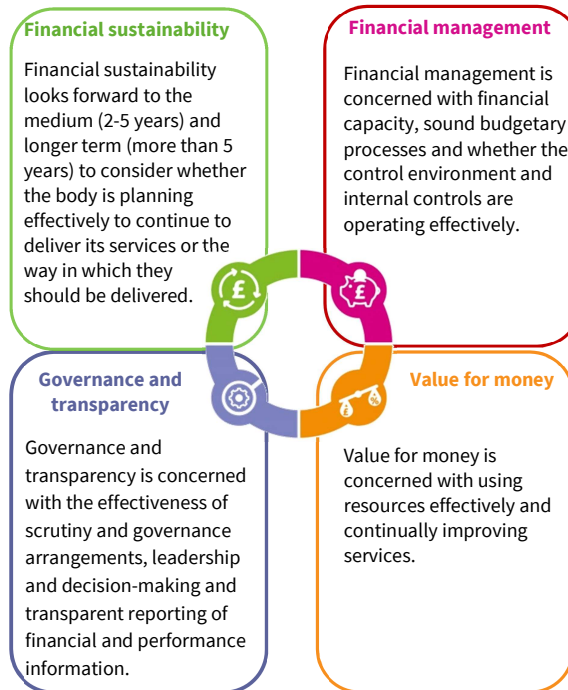 Financial sustainability
Financial sustainability
looks forward to the
medium (2-5 years) and
longer term (more than 5
years) to consider whether
the body is planning
effectively to continue to
deliver its services or the
way in which they
should be delivered.
Financial management
Financial management is
concerned with financial
capacity, sound budgetary
processes and whether the
control environment and
internal controls are
operating effectively.
£
£
Governance and
transparency
Governance and
transparency is concerned
with the effectiveness of
scrutiny and governance
arrangements, leadership
and decision-making and
transparent reporting of
financial and performance
information.
£ %
Value for money
Value for money is
concerned with using
resources effectively and
continually improving
services.